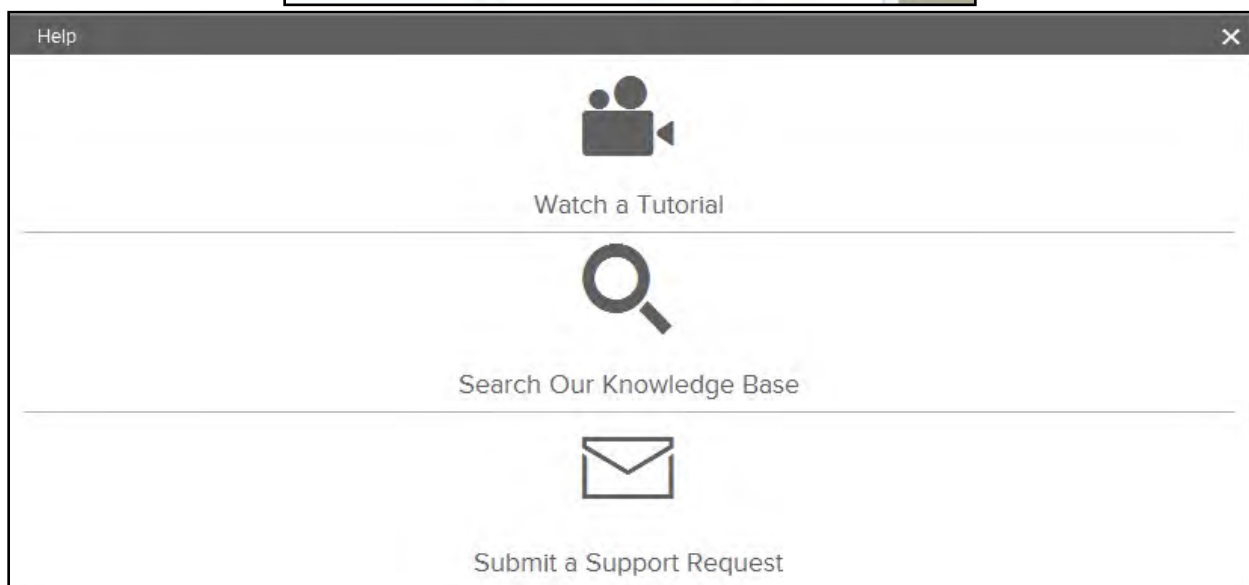 Help
Watch a Tutorial
Search Our Knowledge Base
Submit a Support Request